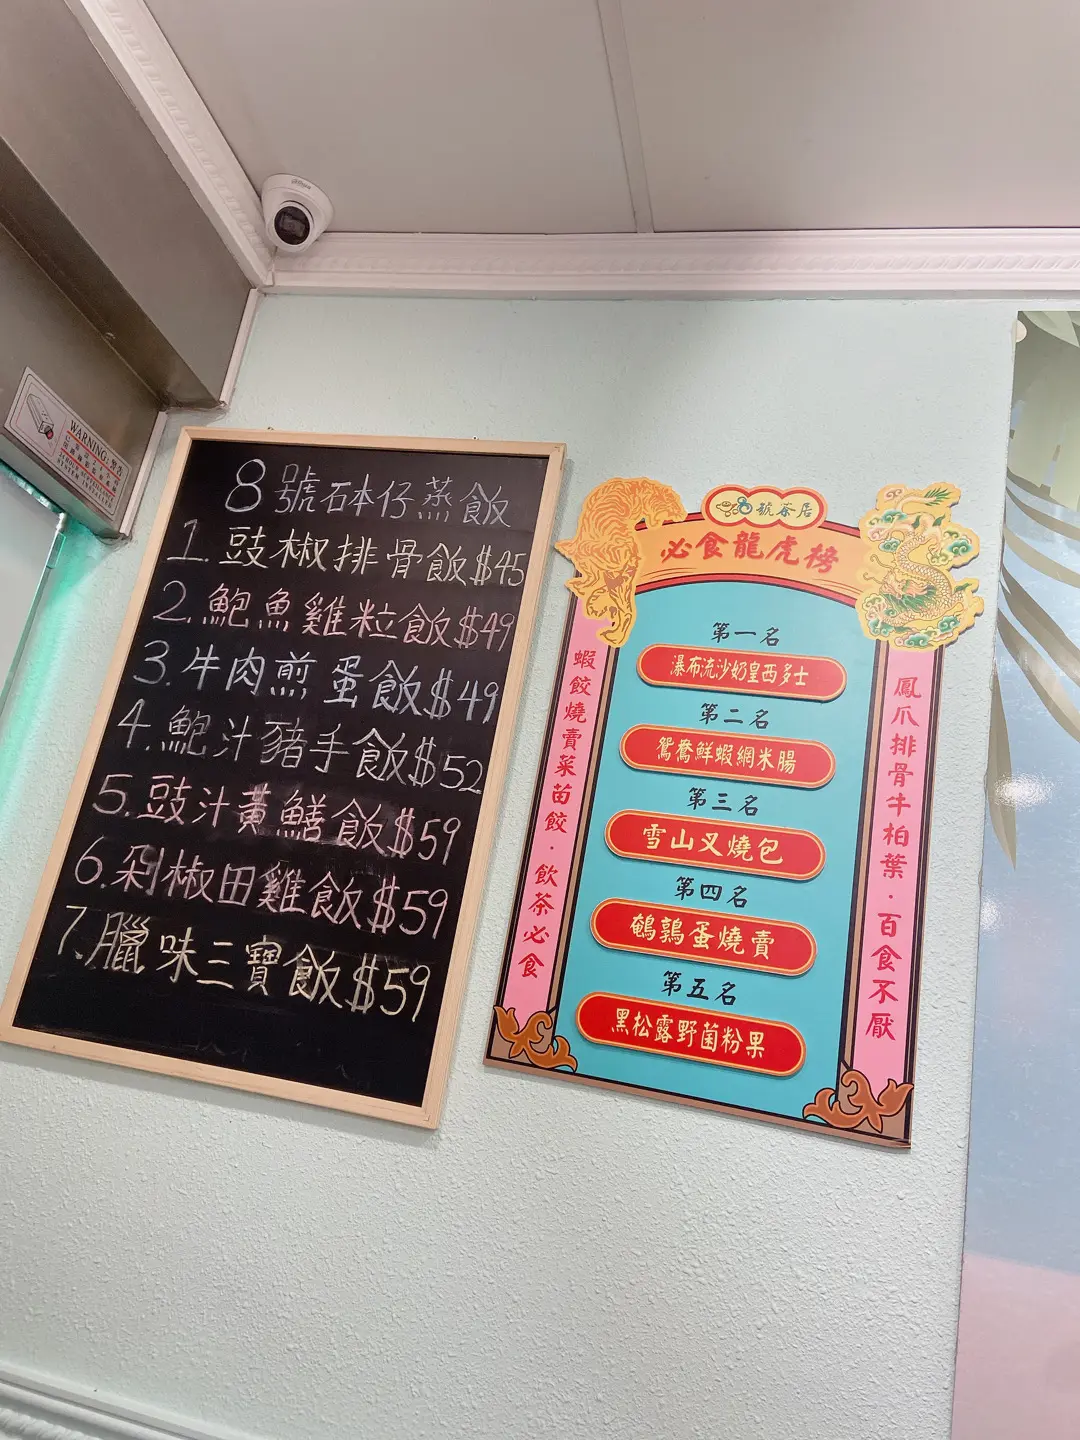 8號砵仔蒸飯
1. 豉椒排骨飯$45
2. 鮑魚雞粒飯$49
3. 牛肉煎蛋飯$49
4. 鮑汁豬手飯$52
5. 豉汁黃鱔飯$59
6. 剁椒田雞飯$59
7. 臘味三寶飯$59
號茶居
必食龍虎榜
第一名
瀑布流沙奶皇西多士
第二名
鴛鴦鮮蝦網米腸
第三名
雪山叉燒包
第四名
鵪鶉蛋燒賣
第五名
黑松露野菌粉果
蝦餃燒賣菜苗餃·飲茶必食
鳳爪排骨牛柏葉·百食不厭
WARNING: